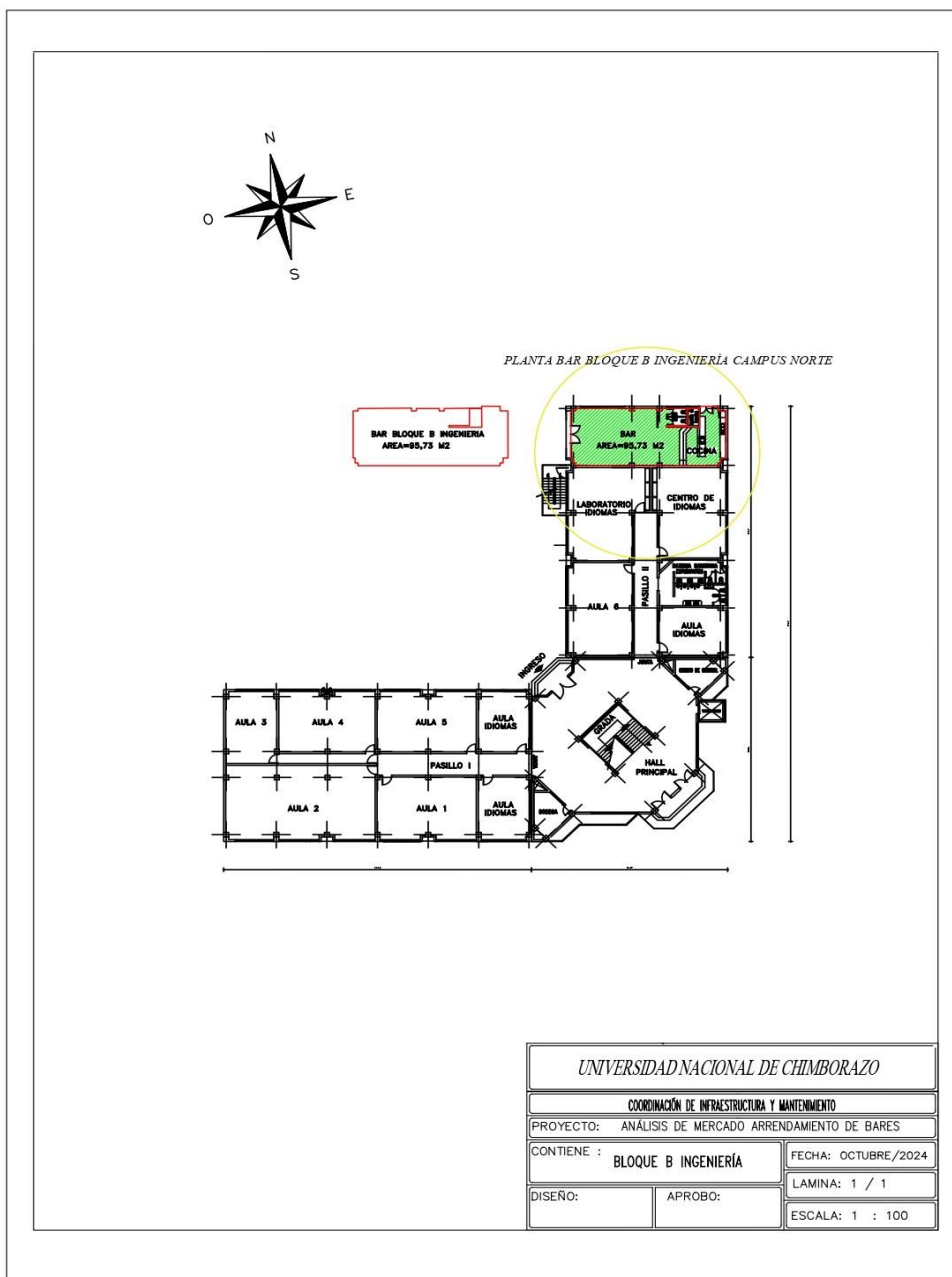 N
E
O
S
PLANTA BAR BLOQUE B INGENIERÍA CAMPUS NORTE
BAR BLOQUE B INGENIERIA
AREA=95,73 M2
BAR
AREA=95,73 M2
COCINA
LABORATORIO
IDIOMAS
CENTRO DE
IDIOMAS
PASILLO II
AULA 6
AULA
IDIOMAS
INGRESO
JUNTA
AULA 3
AULA 4
AULA 5
AULA
IDIOMAS
GRADA
HALL
PRINCIPAL
PASILLO I
AULA 2
AULA 1
AULA
IDIOMAS
BODEGA
UNIVERSIDAD NACIONAL DE CHIMBORAZO
COORDINACIÓN DE INFRAESTRUCTURA Y MANTENIMIENTO
PROYECTO: ANÁLISIS DE MERCADO ARRENDAMIENTO DE BARES
CONTIENE : BLOQUE B INGENIERÍA
FECHA: OCTUBRE/2024
LAMINA: 1 / 1
DISEÑO:
APROBO:
ESCALA: 1 : 100